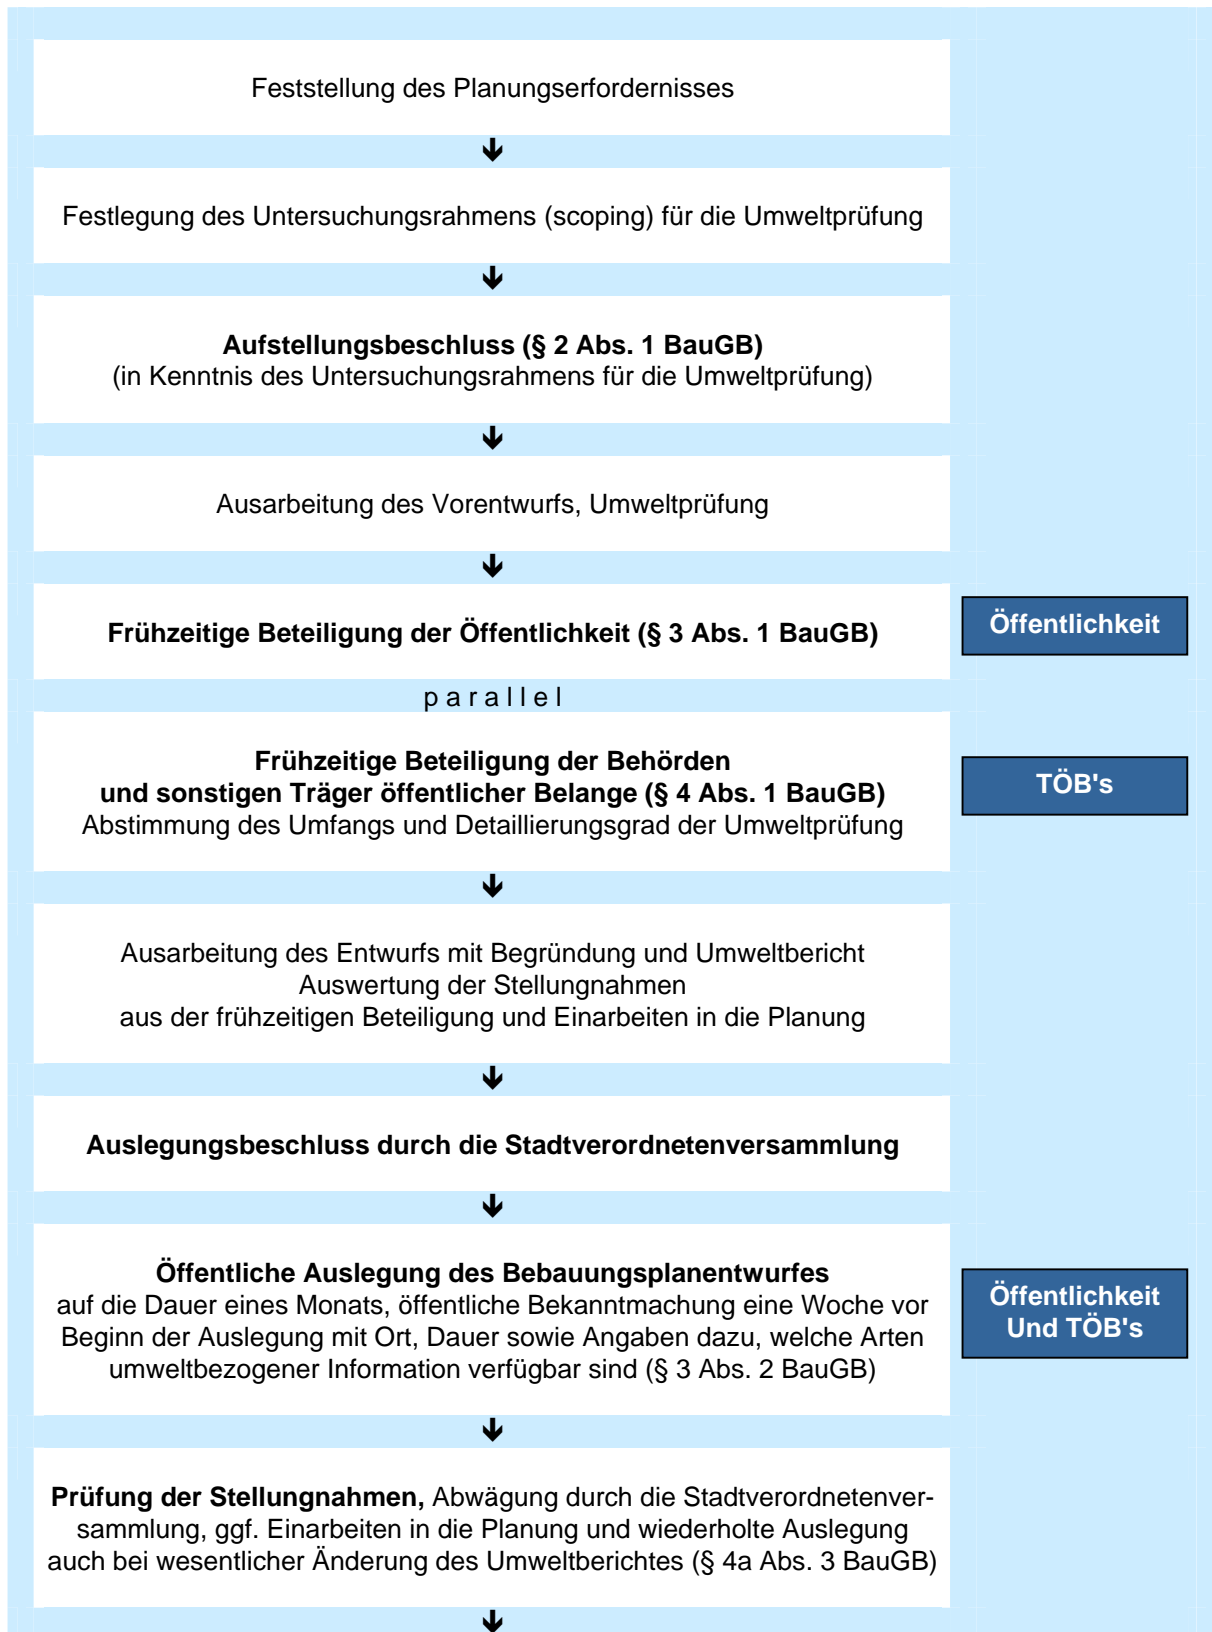 Feststellung des Planungserfordernisses
Festlegung des Untersuchungsrahmens (scoping) für die Umweltprüfung
Aufstellungsbeschluss (§ 2 Abs. 1 BauGB)
(in Kenntnis des Untersuchungsrahmens für die Umweltprüfung)
Ausarbeitung des Vorentwurfs, Umweltprüfung
Frühzeitige Beteiligung der Öffentlichkeit (§ 3 Abs. 1 BauGB)
Öffentlichkeit
p a r a l l e l
Frühzeitige Beteiligung der Behörden
und sonstigen Träger öffentlicher Belange (§ 4 Abs. 1 BauGB)
Abstimmung des Umfangs und Detaillierungsgrad der Umweltprüfung
TÖB's
Ausarbeitung des Entwurfs mit Begründung und Umweltbericht
Auswertung der Stellungnahmen
aus der frühzeitigen Beteiligung und Einarbeiten in die Planung
Auslegungsbeschluss durch die Stadtverordnetenversammlung
Öffentliche Auslegung des Bebauungsplanentwurfes
auf die Dauer eines Monats, öffentliche Bekanntmachung eine Woche vor
Beginn der Auslegung mit Ort, Dauer sowie Angaben dazu, welche Arten
umweltbezogener Information verfügbar sind (§ 3 Abs. 2 BauGB)
Öffentlichkeit
Und TÖB's
Prüfung der Stellungnahmen, Abwägung durch die Stadtverordnetenver-
sammlung, ggf. Einarbeiten in die Planung und wiederholte Auslegung
auch bei wesentlicher Änderung des Umweltberichtes (§ 4a Abs. 3 BauGB)